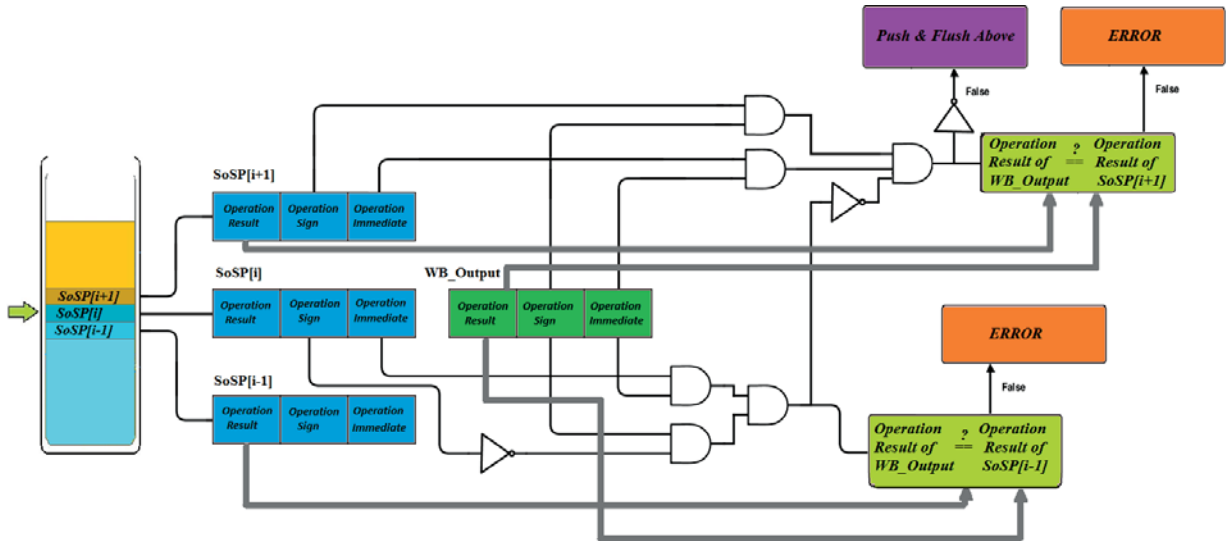 Push & Flush Above
ERROR
False
False
Operation
Result of
WB_Output
?
==
Operation
Result of
SoSP[i+1]
SoSP[i+1]
Operation
Result
Operation
Sign
Operation
Immediate
SoSP[i]
Operation
Result
Operation
Sign
Operation
Immediate
WB_Output
Operation
Result
Operation
Sign
Operation
Immediate
SoSP[i+1]
SoSP[i]
SoSP[i-1]
SoSP[i-1]
Operation
Result
Operation
Sign
Operation
Immediate
ERROR
False
Operation
Result of
WB_Output
?
==
Operation
Result of
SoSP[i-1]